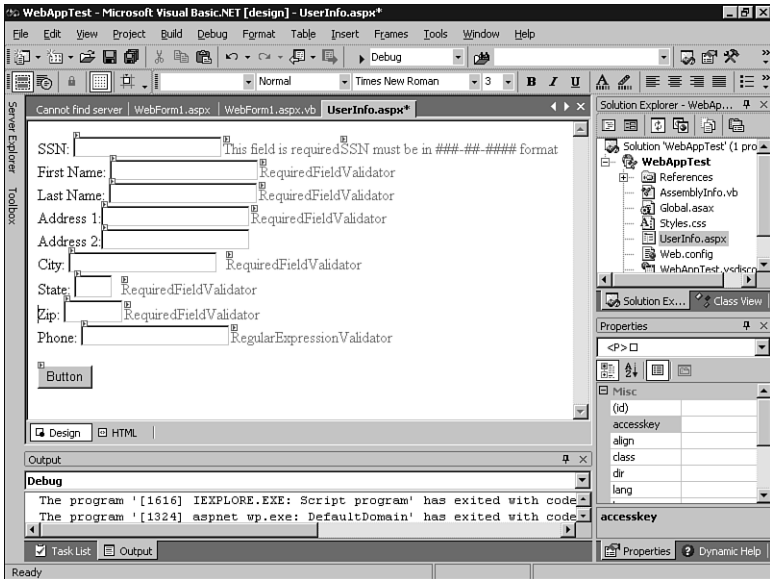 WebAppTest - Microsoft Visual Basic.NET [design] - UserInfo.aspx*
File Edit View Project Build Debug Format Table Insert Frames Tools Window Help
Debug
Normal Times New Roman 3 B I U A
Server Explorer
Toolbox
Cannot find server WebForm1.aspx WebForm1.aspx.vb UserInfo.aspx*
SSN: This field is requiredSSN must be in ###-##-#### format
First Name: RequiredFieldValidator
Last Name: RequiredFieldValidator
Address 1: RequiredFieldValidator
Address 2:
City: RequiredFieldValidator
State: RequiredFieldValidator
Zip: RequiredFieldValidator
Phone: RegularExpressionValidator
Button
Design HTML
Output
Debug
The program '[1616] IEXPLORE.EXE: Script program' has exited with code
The program '[1324] aspnet_wp.exe: DefaultDomain' has exited with code
Task List Output
Solution Explorer - WebAp...
Solution 'WebAppTest' (1 pro
WebAppTest
References
AssemblyInfo.vb
Global.asax
Styles.css
UserInfo.aspx
Web.config
WebAppTest.vsdisco
Solution Ex... Class View
Properties
<P>
Misc
(id)
accesskey
align
class
dir
lang
accesskey
Properties Dynamic Help
Ready